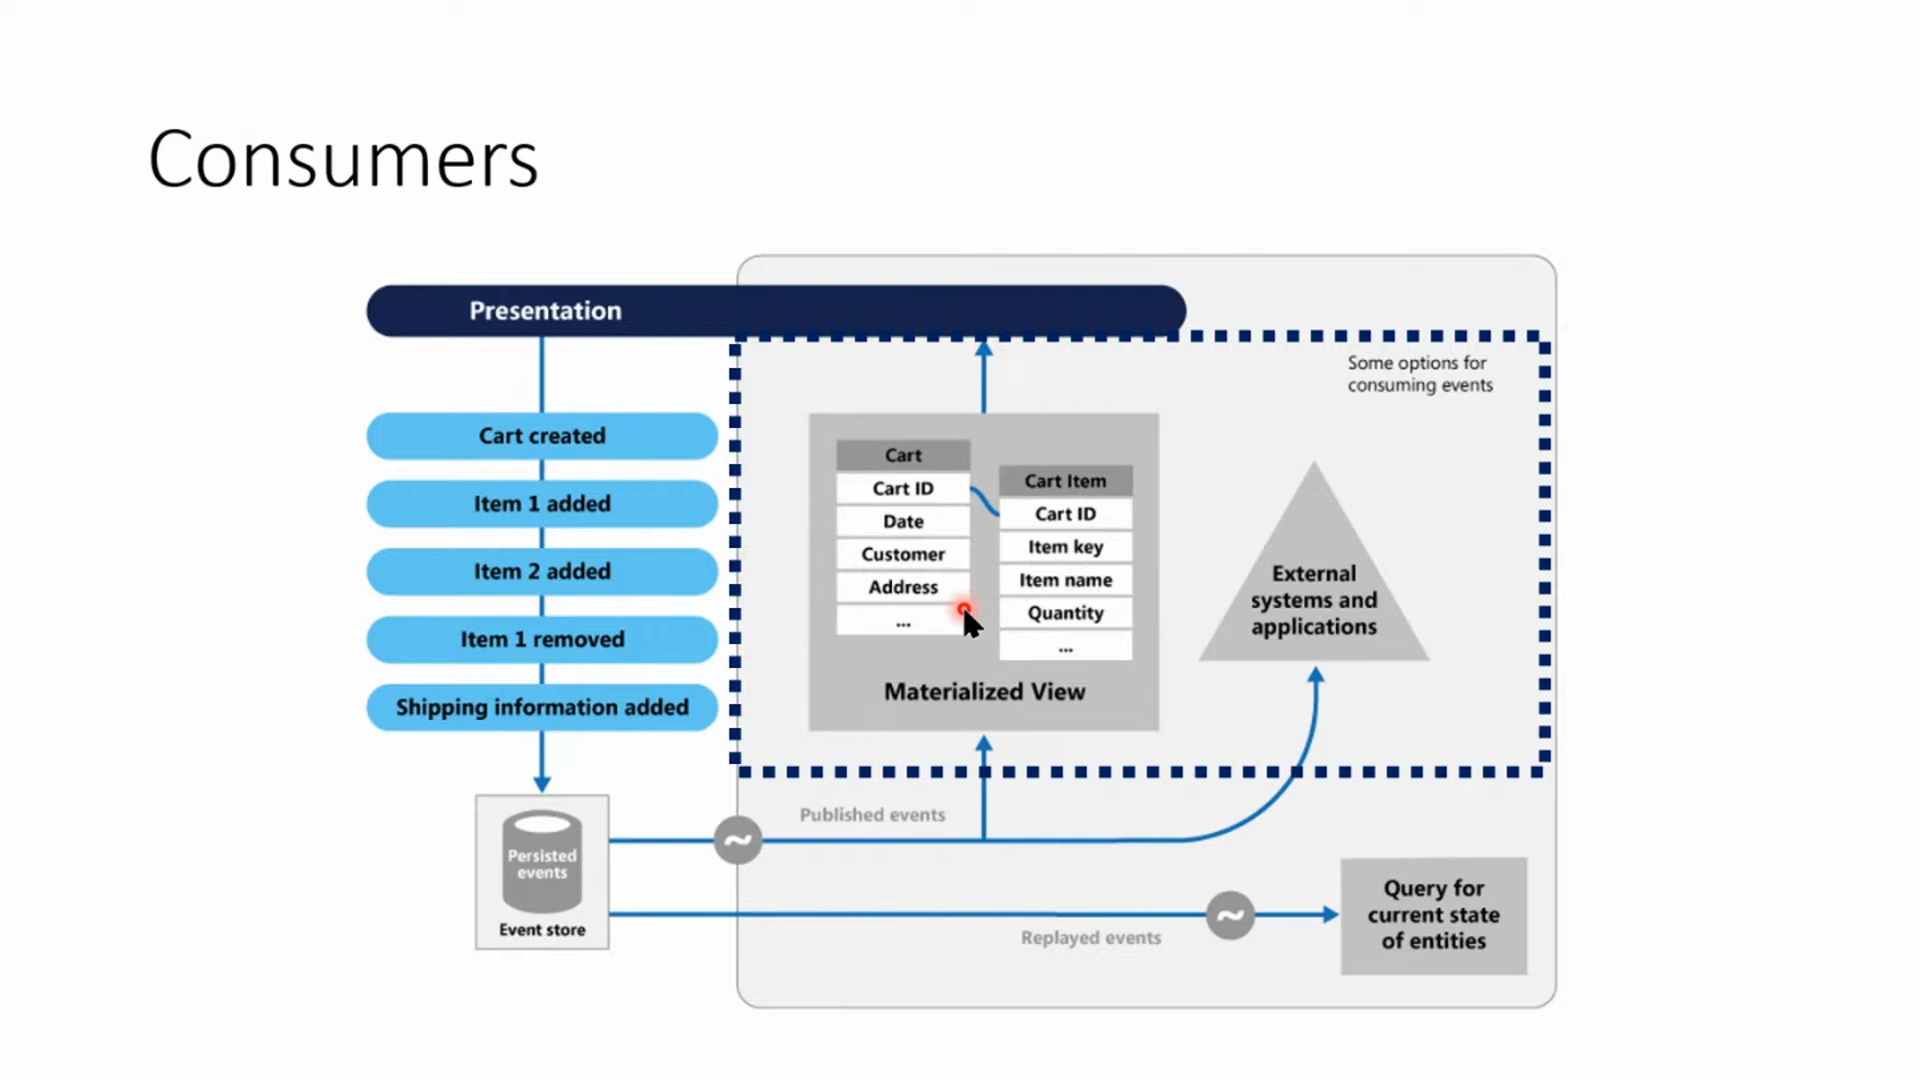 Consumers
Presentation
Some options for
consuming events
Cart created
Item 1 added
Item 2 added
Item 1 removed
Shipping information added
Cart
Cart ID
Date
Customer
Address
...
Cart Item
Cart ID
Item key
Item name
Quantity
...
Materialized View
External
systems and
applications
Published events
Persisted
events
Event store
Replayed events
Query for
current state
of entities